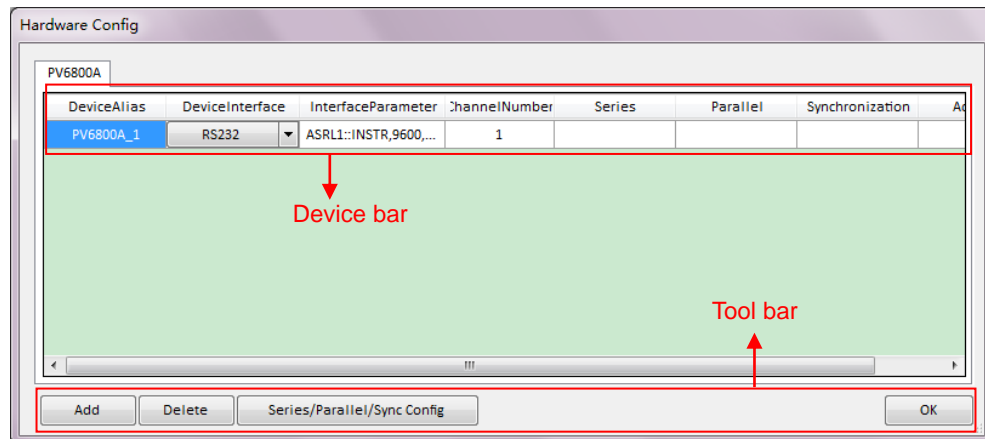 Hardware Config
PV6800A
DeviceAlias DeviceInterface InterfaceParameter ChannelNumber Series Parallel Synchronization Ad
PV6800A_1 RS232 ASRL1::INSTR,9600,... 1
Device bar
Tool bar
Add Delete Series/Parallel/Sync Config OK